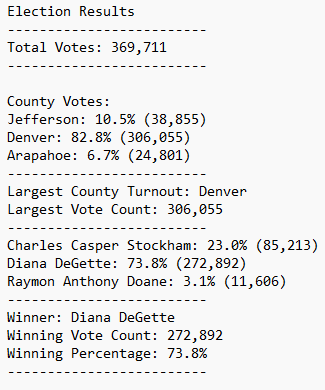 Election Results
-------------------------
Total Votes: 369,711
-------------------------

County Votes:
Jefferson: 10.5% (38,855)
Denver: 82.8% (306,055)
Arapahoe: 6.7% (24,801)
-------------------------
Largest County Turnout: Denver
Largest Vote Count: 306,055
-------------------------
Charles Casper Stockham: 23.0% (85,213)
Diana DeGette: 73.8% (272,892)
Raymon Anthony Doane: 3.1% (11,606)
-------------------------
Winner: Diana DeGette
Winning Vote Count: 272,892
Winning Percentage: 73.8%
-------------------------